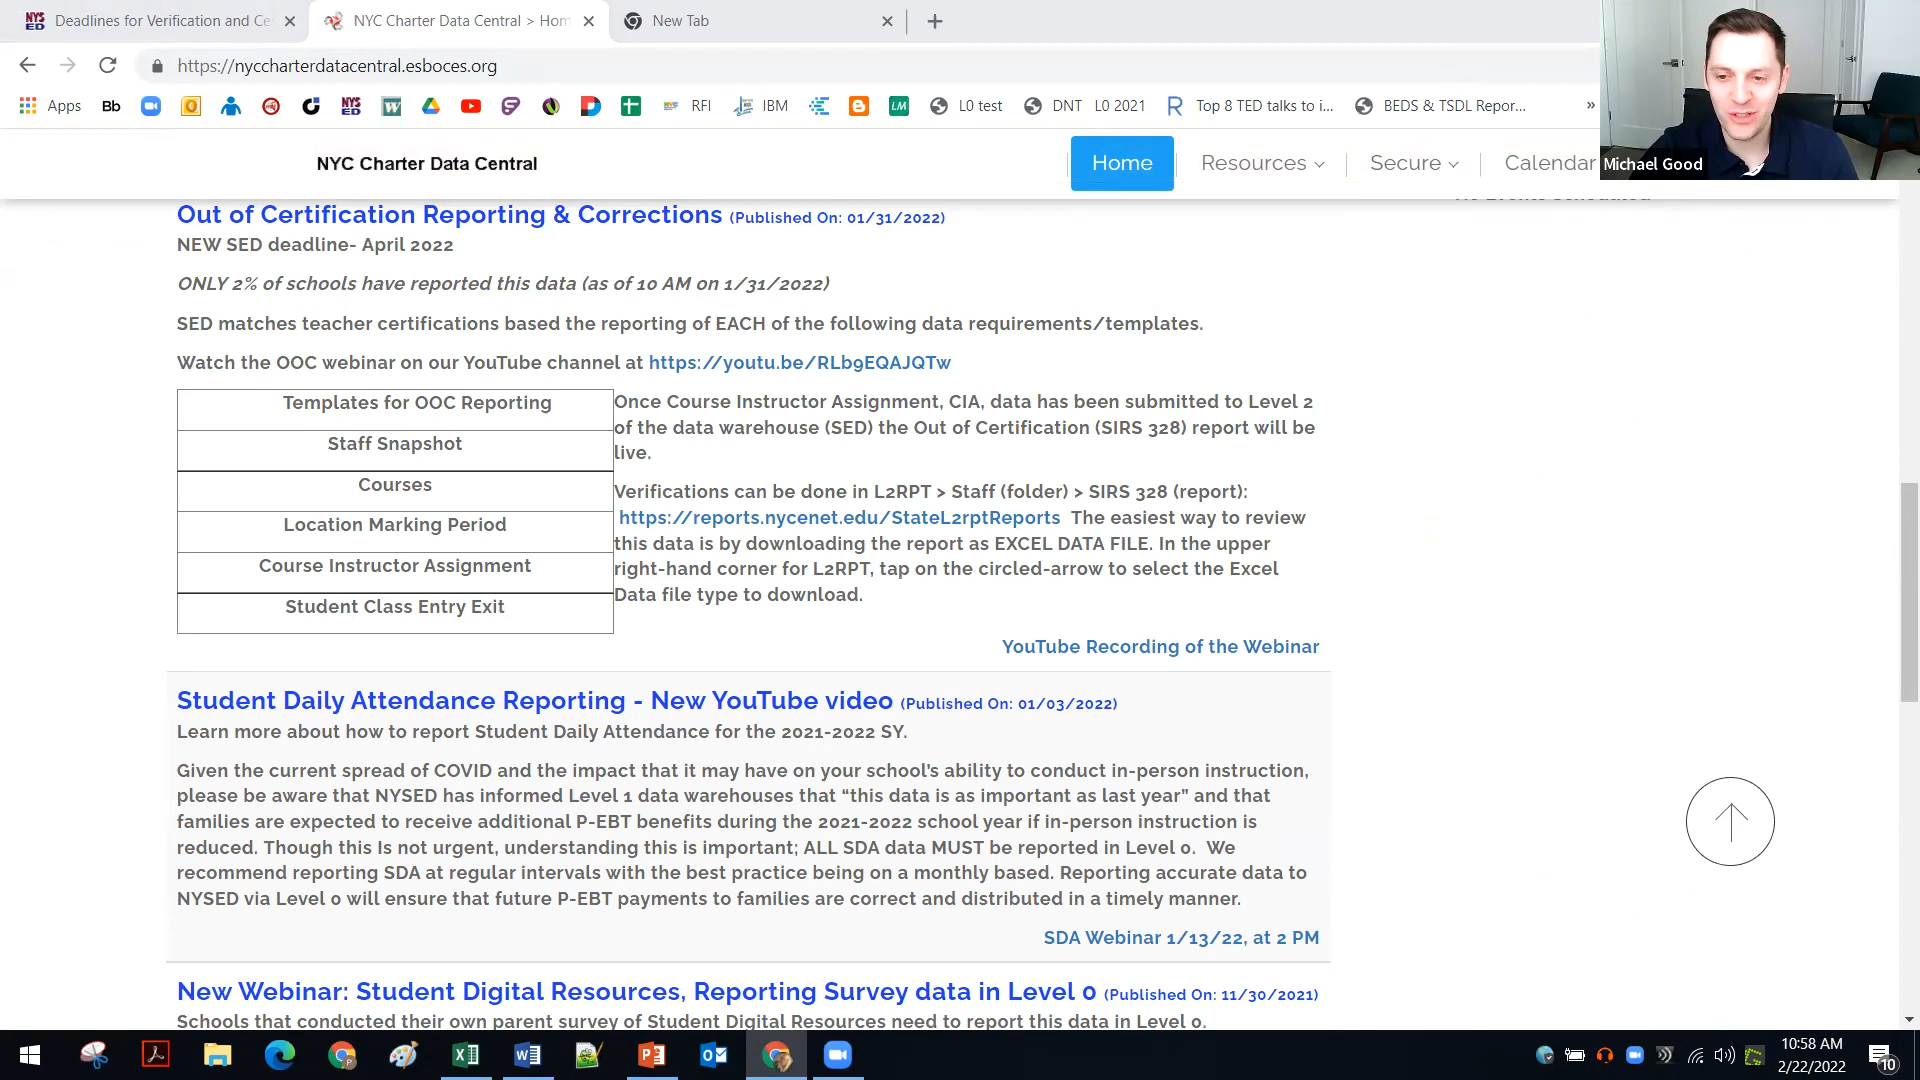 Deadlines for Verification and Ce
NYC Charter Data Central > Hom
New Tab
https://nyccharterdatacentral.esboces.org
Apps
Bb
NYS ED
RFI
IBM
LM
L0 test
DNT L0 2021
Top 8 TED talks to i...
BEDS & TSDL Repor...
»
Michael Good
NYC Charter Data Central
Home
Resources
Secure
Calendar
Out of Certification Reporting & Corrections (Published On: 01/31/2022)
NEW SED deadline- April 2022
ONLY 2% of schools have reported this data (as of 10 AM on 1/31/2022)
SED matches teacher certifications based the reporting of EACH of the following data requirements/templates.
Watch the OOC webinar on our YouTube channel at https://youtu.be/RLb9EQAJQTw
Templates for OOC Reporting
Staff Snapshot
Courses
Location Marking Period
Course Instructor Assignment
Student Class Entry Exit
Once Course Instructor Assignment, CIA, data has been submitted to Level 2
of the data warehouse (SED) the Out of Certification (SIRS 328) report will be
live.
Verifications can be done in L2RPT > Staff (folder) > SIRS 328 (report):
https://reports.nycenet.edu/StateL2rptReports The easiest way to review
this data is by downloading the report as EXCEL DATA FILE. In the upper
right-hand corner for L2RPT, tap on the circled-arrow to select the Excel
Data file type to download.
YouTube Recording of the Webinar
Student Daily Attendance Reporting - New YouTube video (Published On: 01/03/2022)
Learn more about how to report Student Daily Attendance for the 2021-2022 SY.
Given the current spread of COVID and the impact that it may have on your school's ability to conduct in-person instruction,
please be aware that NYSED has informed Level 1 data warehouses that “this data is as important as last year” and that
families are expected to receive additional P-EBT benefits during the 2021-2022 school year if in-person instruction is
reduced. Though this Is not urgent, understanding this is important; ALL SDA data MUST be reported in Level 0. We
recommend reporting SDA at regular intervals with the best practice being on a monthly based. Reporting accurate data to
NYSED via Level 0 will ensure that future P-EBT payments to families are correct and distributed in a timely manner.
SDA Webinar 1/13/22, at 2 PM
New Webinar: Student Digital Resources, Reporting Survey data in Level 0 (Published On: 11/30/2021)
Schools that conducted their own parent survey of Student Digital Resources need to report this data in Level 0.
10:58 AM
2/22/2022
10